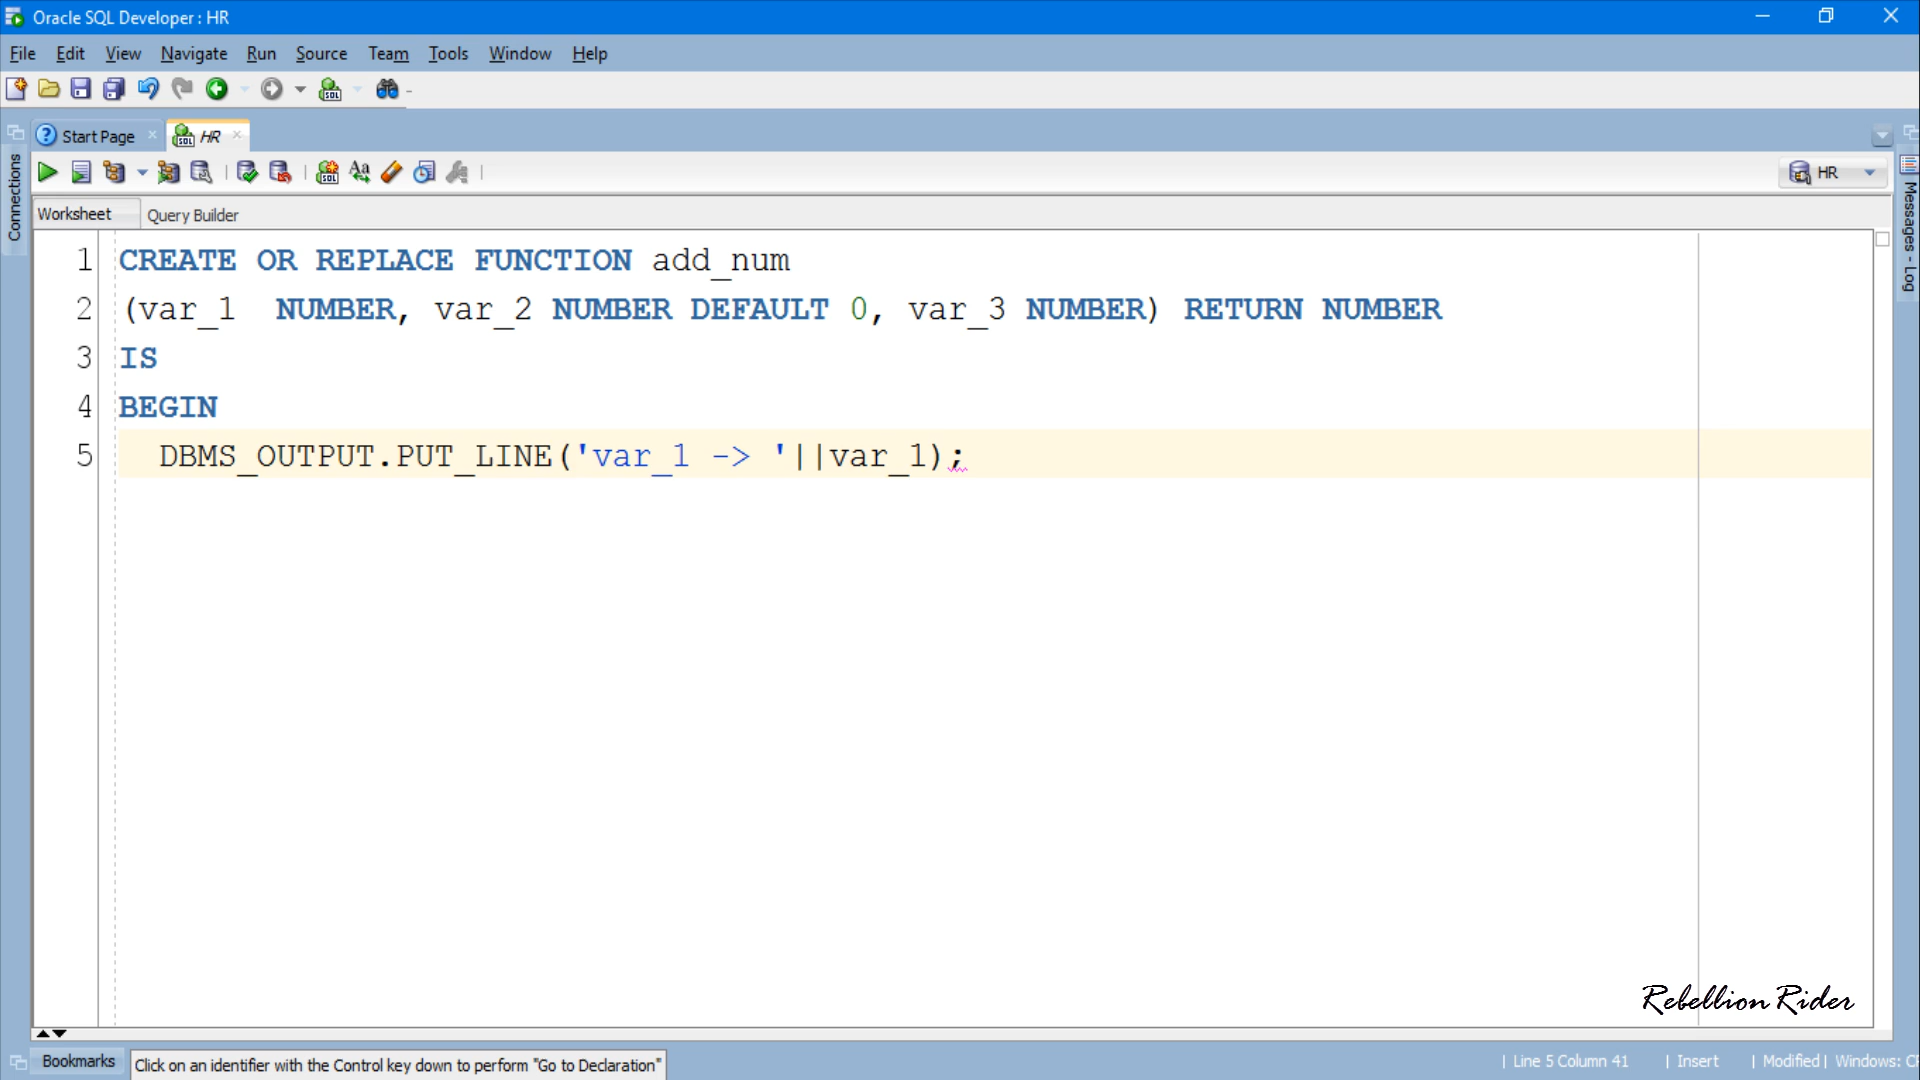 Oracle SQL Developer : HR
File Edit View Navigate Run Source Team Tools Window Help
Start Page HR
Connections
HR
Messages - Log
Worksheet Query Builder
1 CREATE OR REPLACE FUNCTION add_num
2 (var_1  NUMBER, var_2 NUMBER DEFAULT 0, var_3 NUMBER) RETURN NUMBER
3 IS
4 BEGIN
5   DBMS_OUTPUT.PUT_LINE('var_1 -> '||var_1);
Rebellion Rider
Bookmarks Click on an identifier with the Control key down to perform "Go to Declaration"
| Line 5 Column 41 | Insert | Modified | Windows: